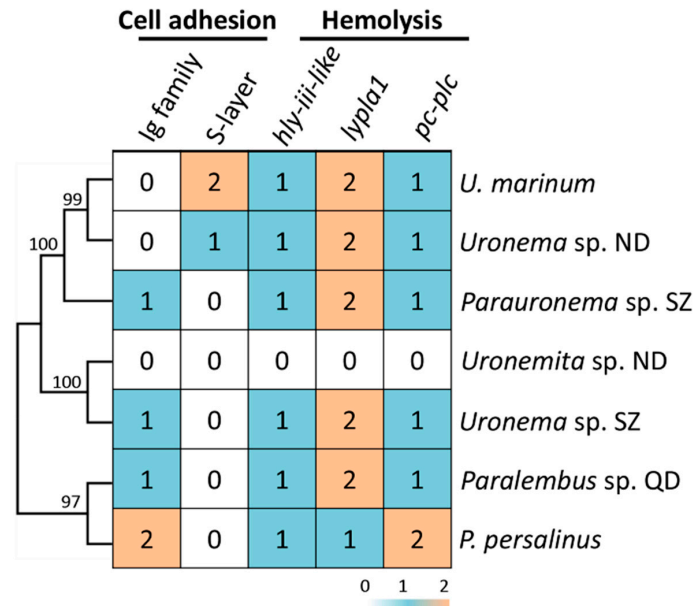 Cell adhesion Hemolysis
Ig family S-layer hly-iii-like lypla1 pc-plc
0 2 1 2 1 U. marinum
99
0 1 1 2 1 Uronema sp. ND
100
1 0 1 2 1 Parauronema sp. SZ
0 0 0 0 0 Uronemita sp. ND
100
1 0 1 2 1 Uronema sp. SZ
1 0 1 2 1 Paralembus sp. QD
97
2 0 1 1 2 P. persalinus
0 1 2